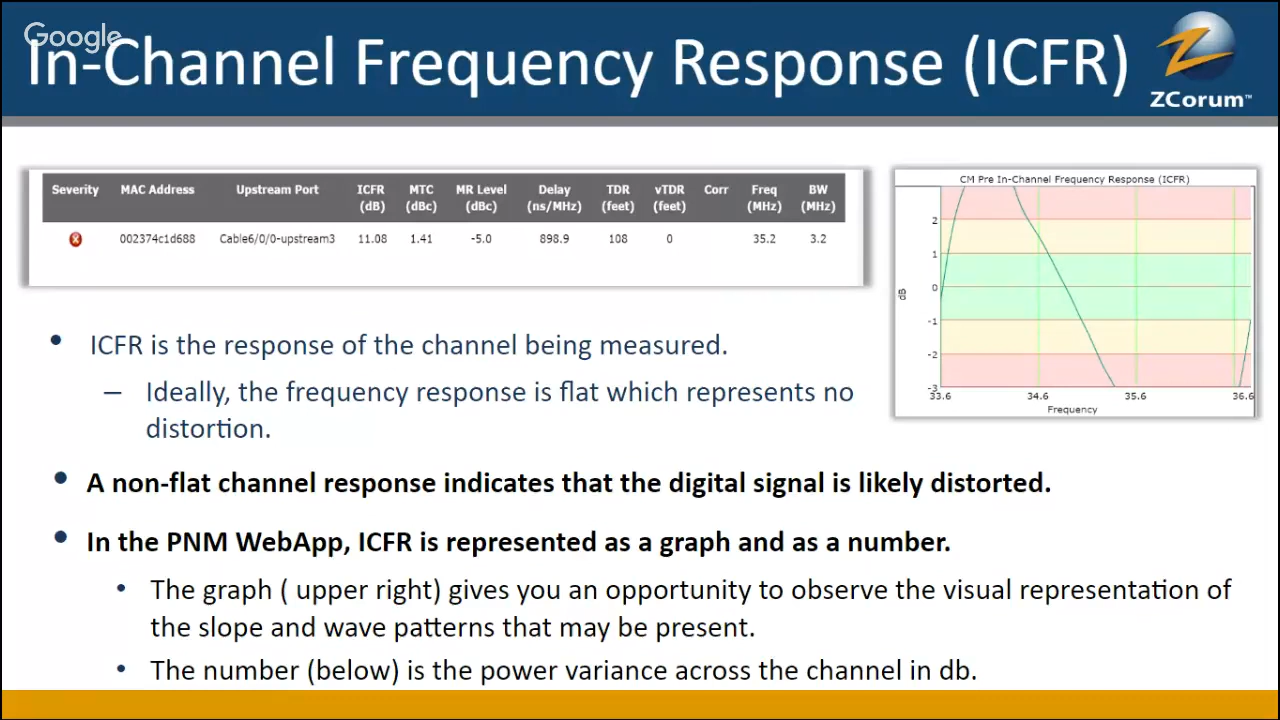 Google
In-Channel Frequency Response (ICFR)
ZCorum™
Severity MAC Address Upstream Port ICFR (dB) MTC (dBc) MR Level (dBc) Delay (ns/MHz) TDR (feet) vTDR (feet) Corr Freq (MHz) BW (MHz)
002374c1d688 Cable6/0/0-upstream3 11.08 1.41 -5.0 898.9 108 0 35.2 3.2
CM Pre In-Channel Frequency Response (ICFR)
2
1
0
-1
-2
-3
dB
33.6 34.6 35.6 36.6
Frequency
• ICFR is the response of the channel being measured.
– Ideally, the frequency response is flat which represents no
distortion.
• A non-flat channel response indicates that the digital signal is likely distorted.
• In the PNM WebApp, ICFR is represented as a graph and as a number.
• The graph ( upper right) gives you an opportunity to observe the visual representation of
the slope and wave patterns that may be present.
• The number (below) is the power variance across the channel in db.